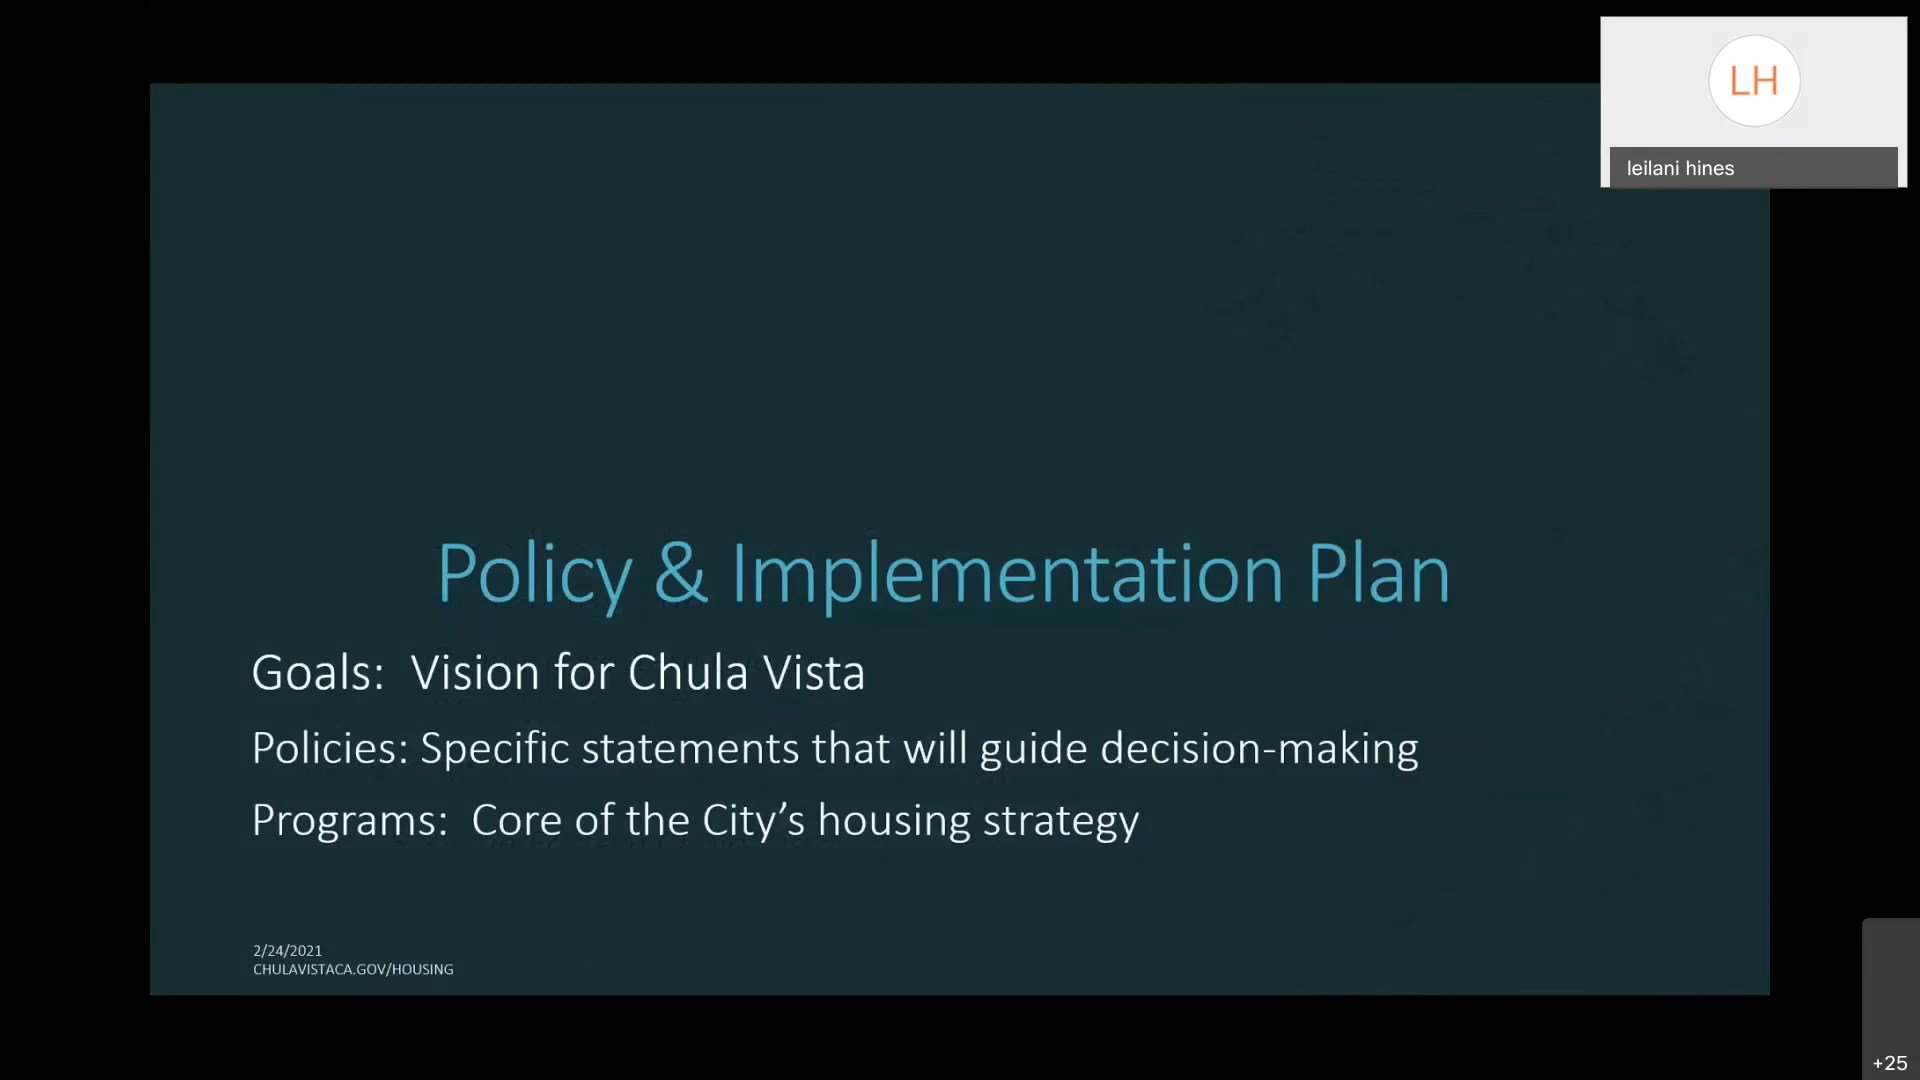 LH
leilani hines
Policy & Implementation Plan
Goals:  Vision for Chula Vista
Policies: Specific statements that will guide decision-making
Programs:  Core of the City’s housing strategy
2/24/2021
CHULAVISTACA.GOV/HOUSING
+25